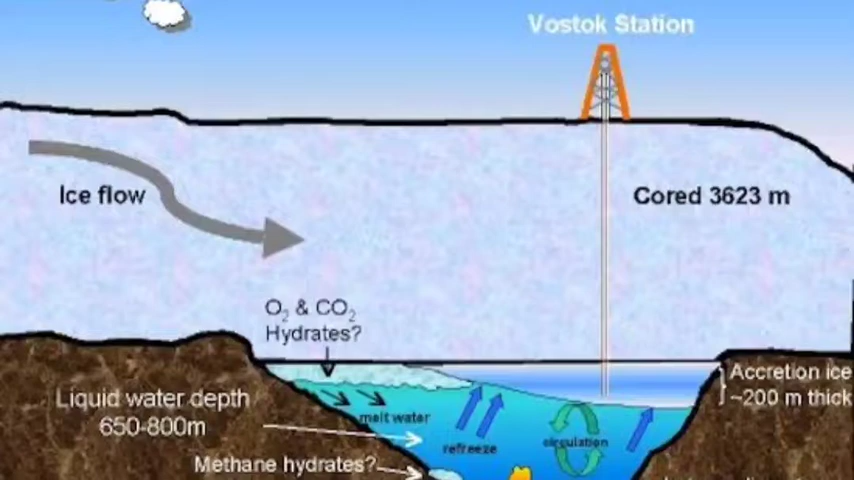 Vostok Station
Ice flow
Cored 3623 m
O₂ & CO₂
Hydrates?
Accretion ice
~200 m thick
Liquid water depth
650-800m
melt water
refreeze
circulation
Methane hydrates?